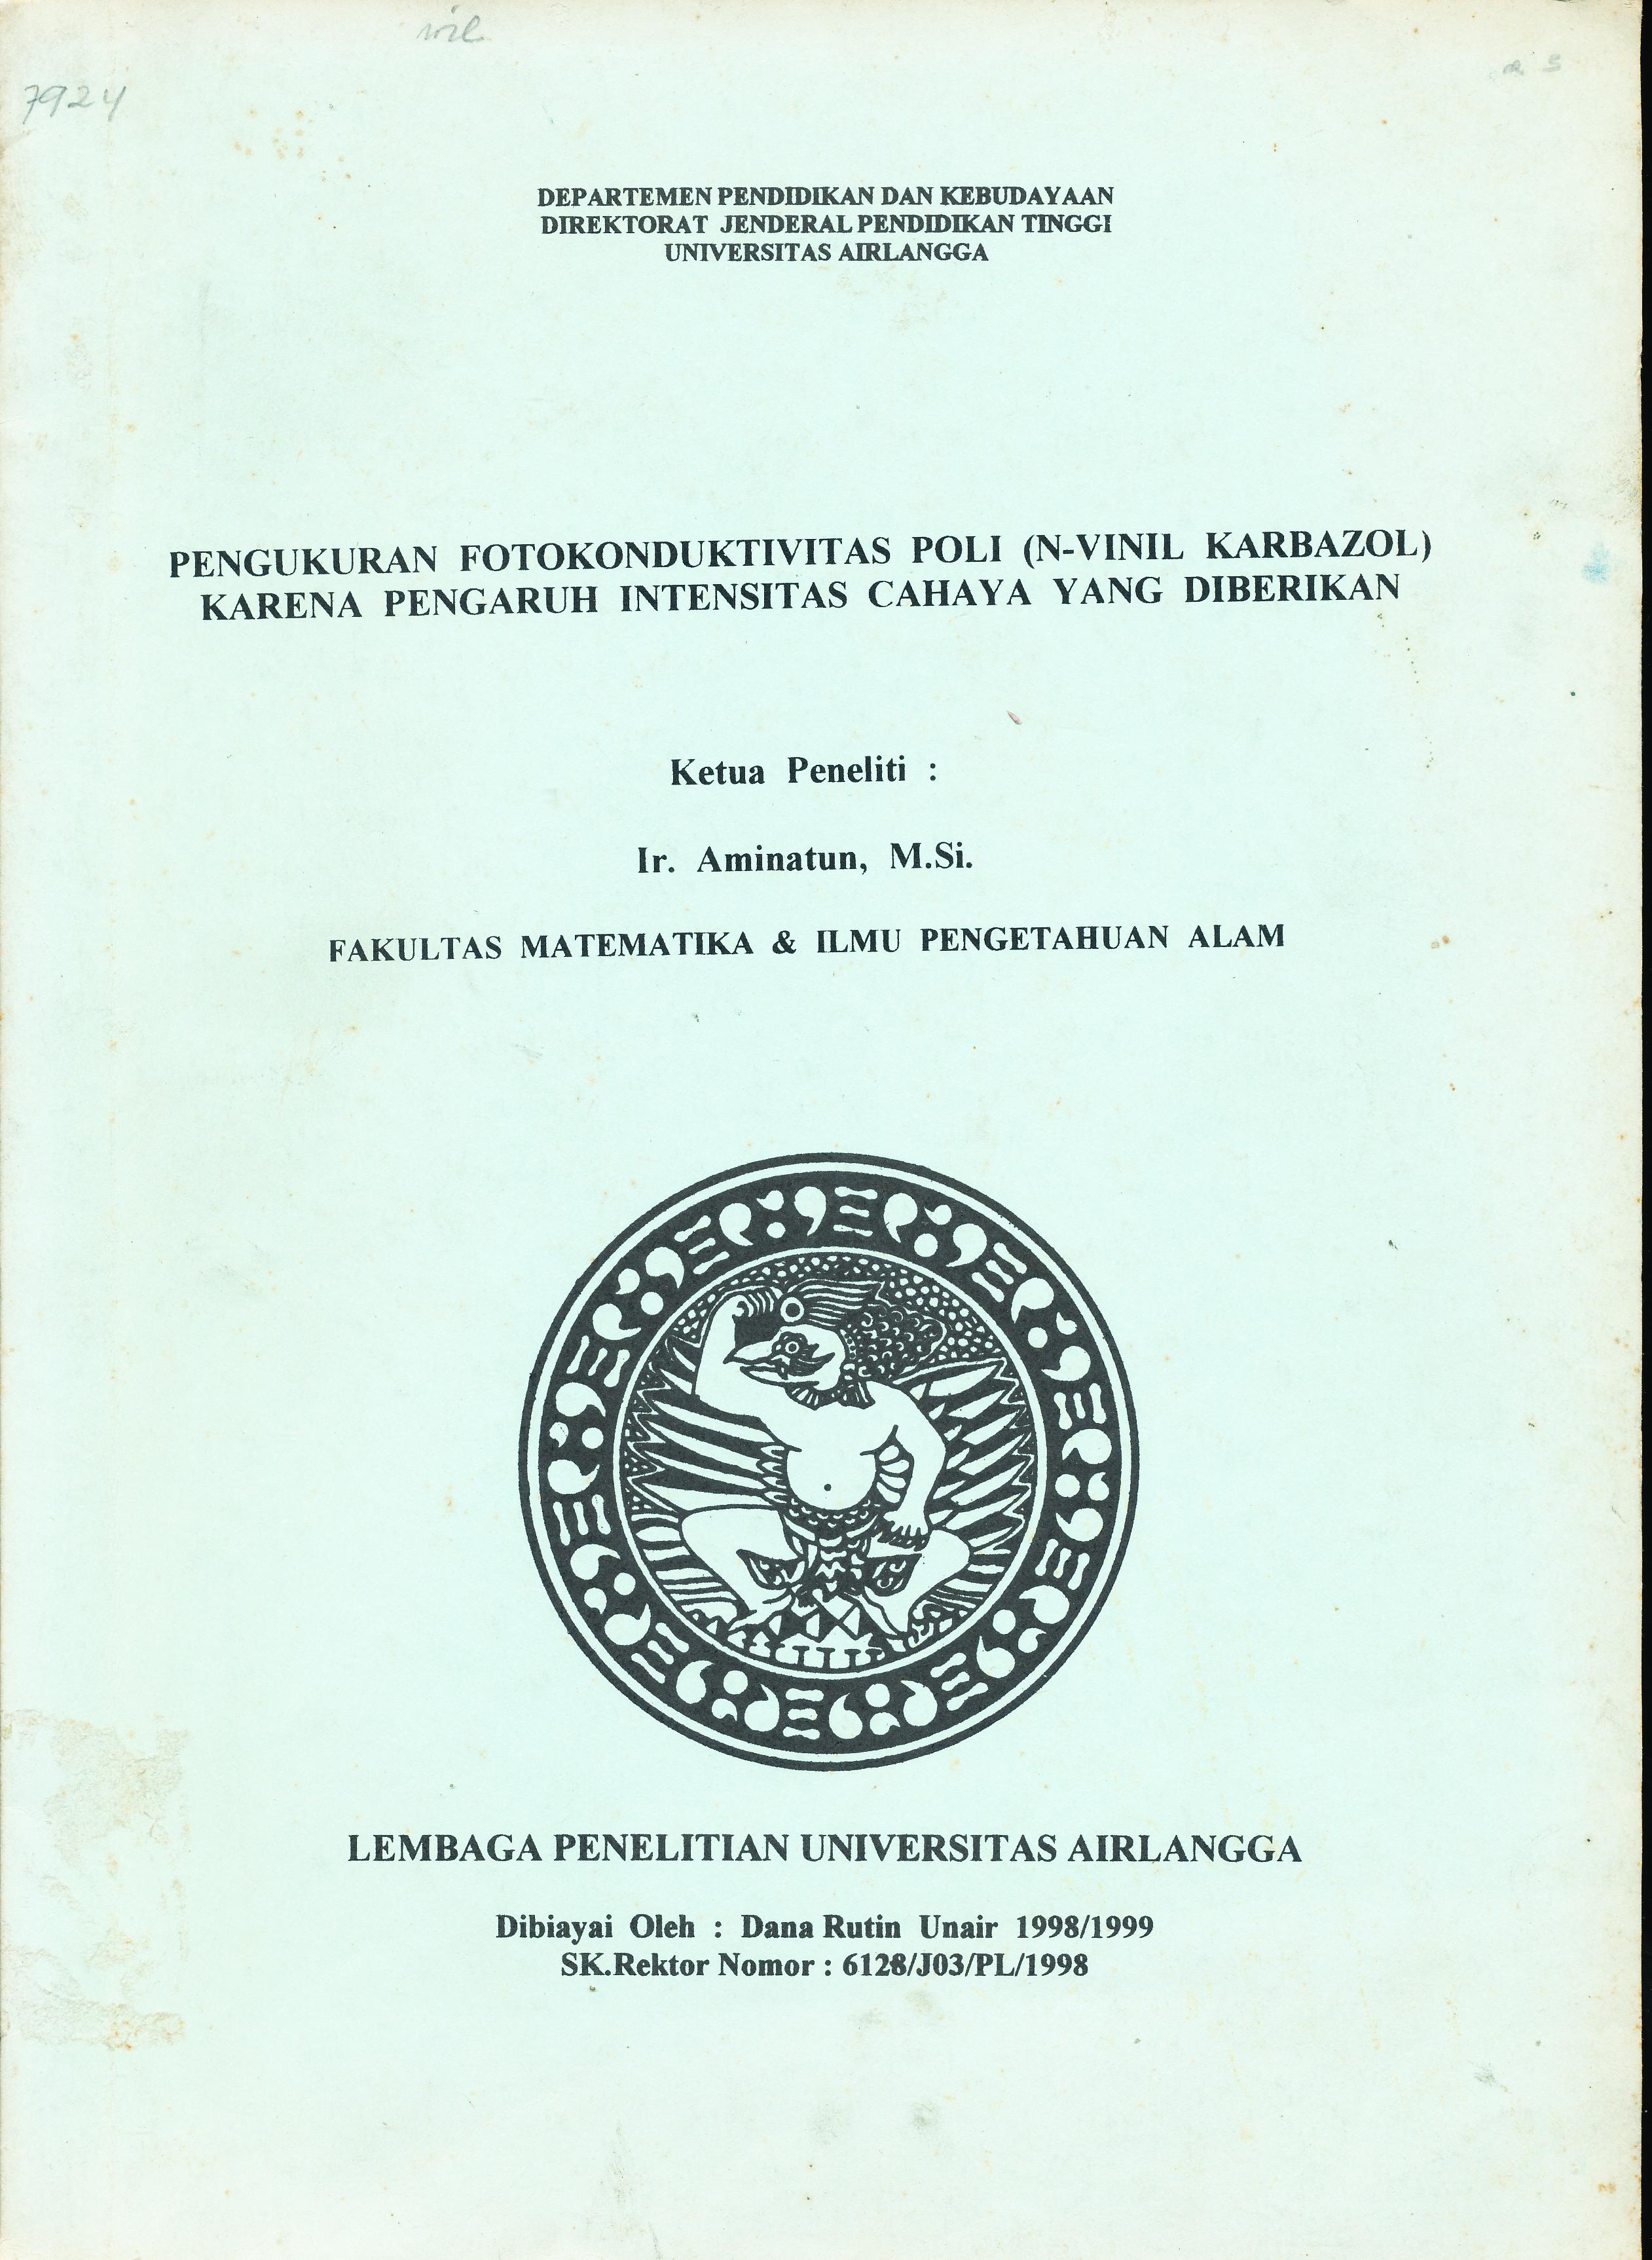 7924
DEPARTEMEN PENDIDIKAN DAN KEBUDAYAAN
DIREKTORAT JENDERAL PENDIDIKAN TINGGI
UNIVERSITAS AIRLANGGA
PENGUKURAN FOTOKONDUKTIVITAS POLI (N-VINIL KARBAZOL)
KARENA PENGARUH INTENSITAS CAHAYA YANG DIBERIKAN
Ketua Peneliti :
Ir. Aminatun, M.Si.
FAKULTAS MATEMATIKA & ILMU PENGETAHUAN ALAM
LEMBAGA PENELITIAN UNIVERSITAS AIRLANGGA
Dibiayai Oleh : Dana Rutin Unair 1998/1999
SK.Rektor Nomor : 6128/J03/PL/1998